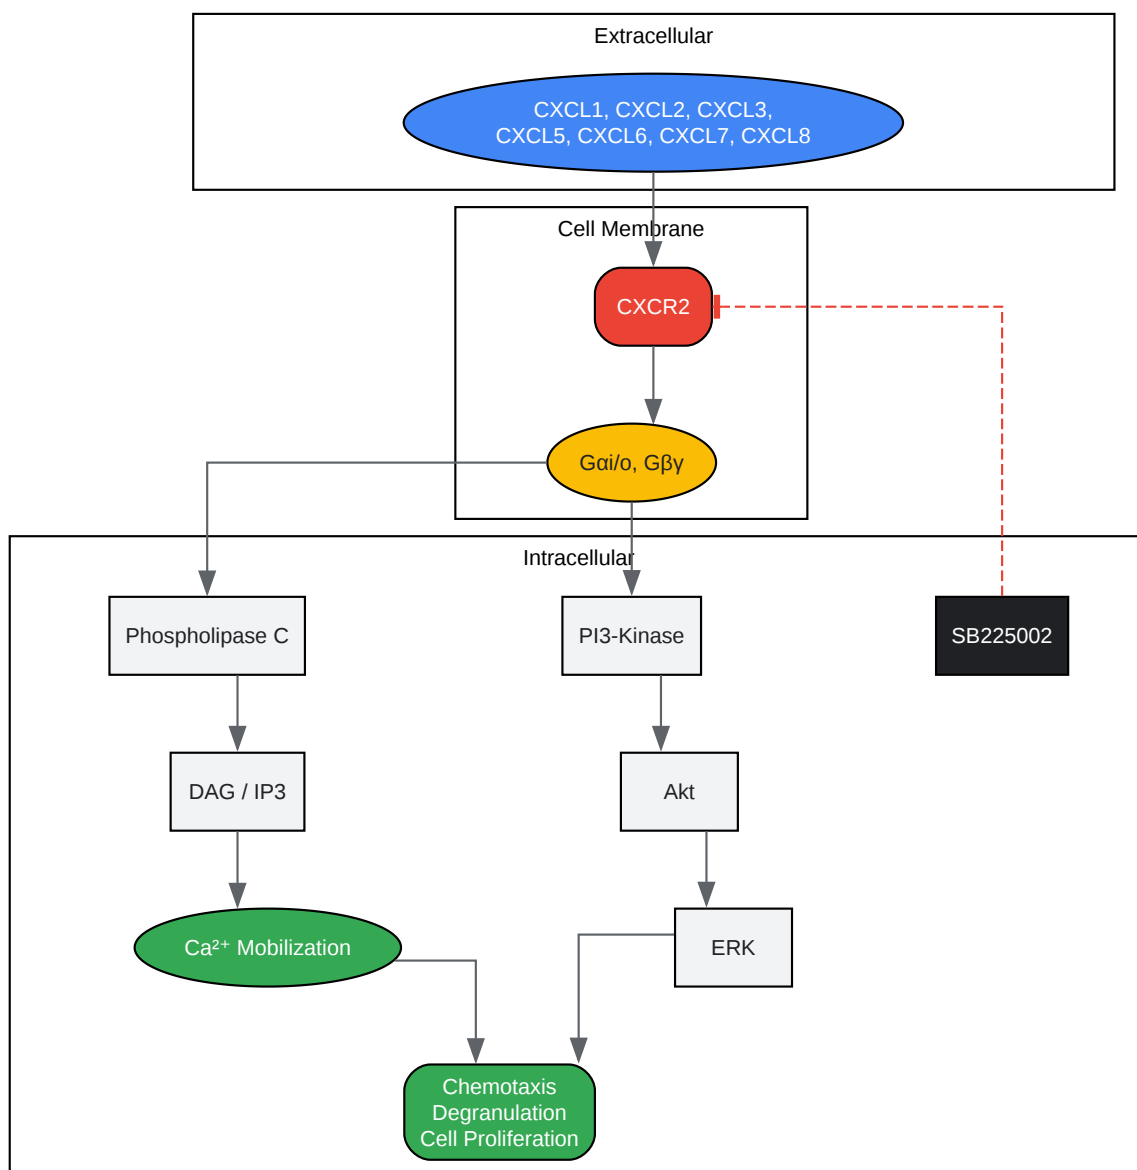 Extracellular
CXCL1, CXCL2, CXCL3,
CXCL5, CXCL6, CXCL7, CXCL8
Cell Membrane
CXCR2
Gαi/o, Gβγ
Intracellular
Phospholipase C
PI3-Kinase
SB225002
DAG / IP3
Akt
Ca²⁺ Mobilization
ERK
Chemotaxis
Degranulation
Cell Proliferation